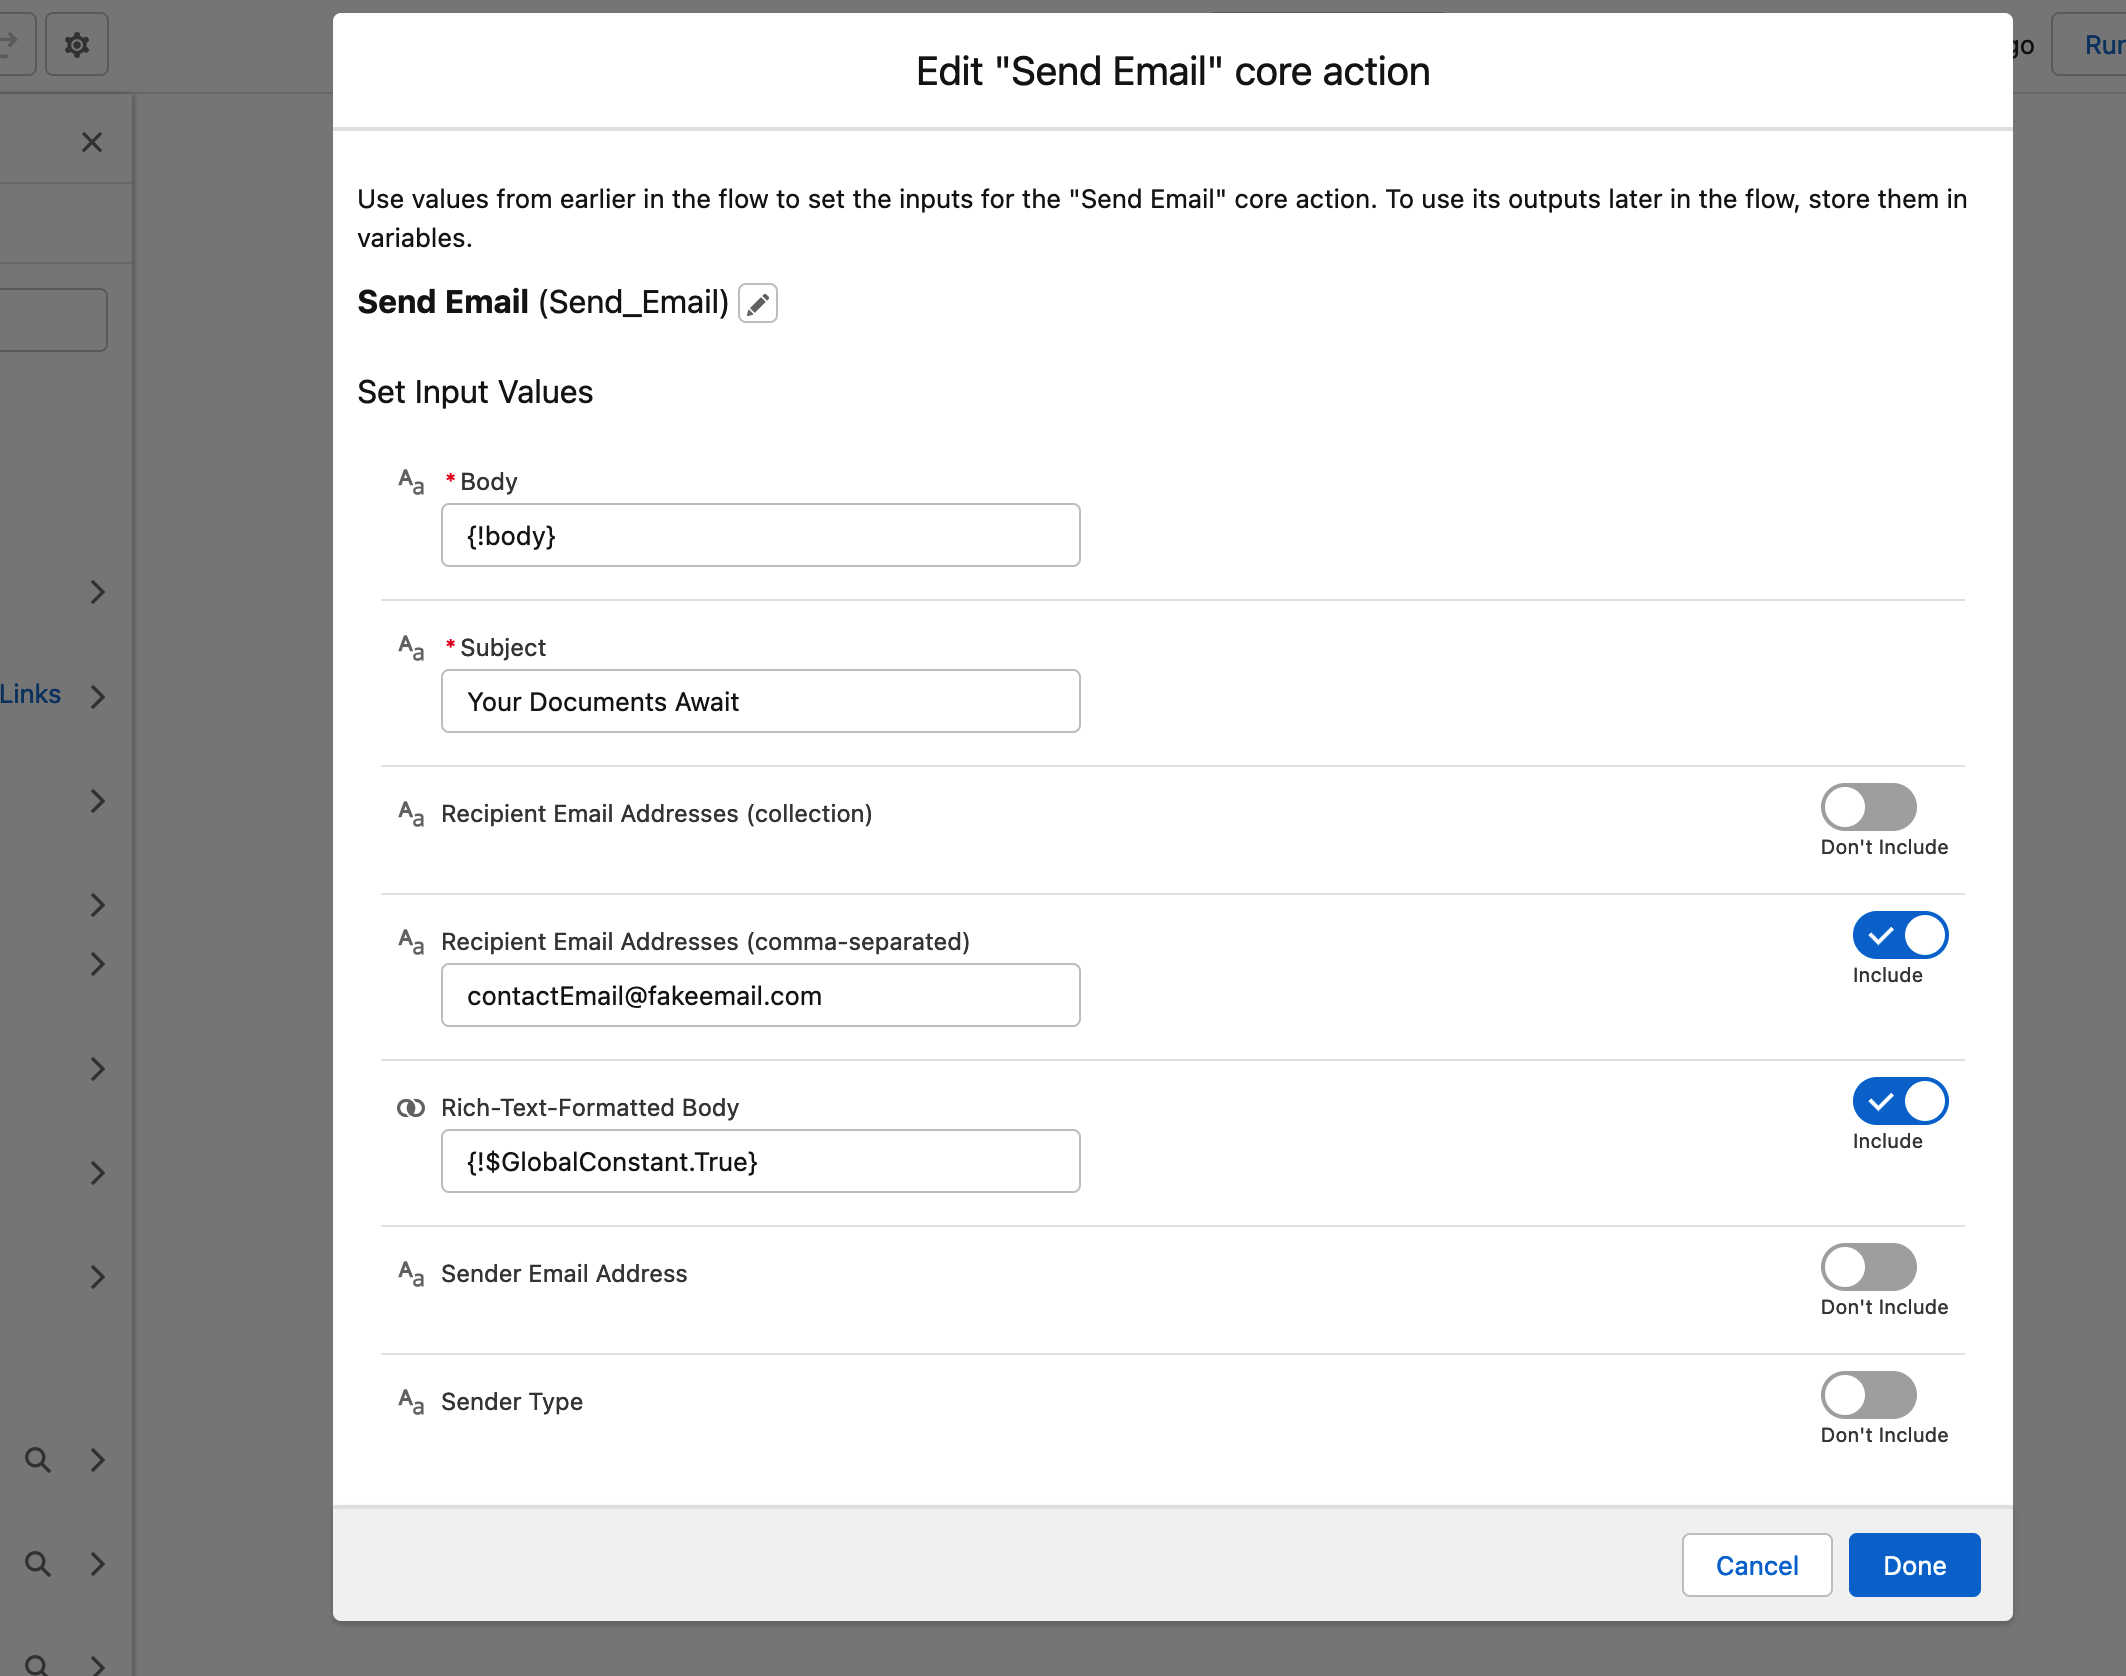 Edit "Send Email" core action
Use values from earlier in the flow to set the inputs for the "Send Email" core action. To use its outputs later in the flow, store them in
variables.
Send Email (Send_Email)
Set Input Values
* Body
{!body}
* Subject
Your Documents Await
Recipient Email Addresses (collection)
Don't Include
Recipient Email Addresses (comma-separated)
contactEmail@fakeemail.com
Include
Rich-Text-Formatted Body
{!$GlobalConstant.True}
Include
Sender Email Address
Don't Include
Sender Type
Don't Include
Cancel
Done
Links